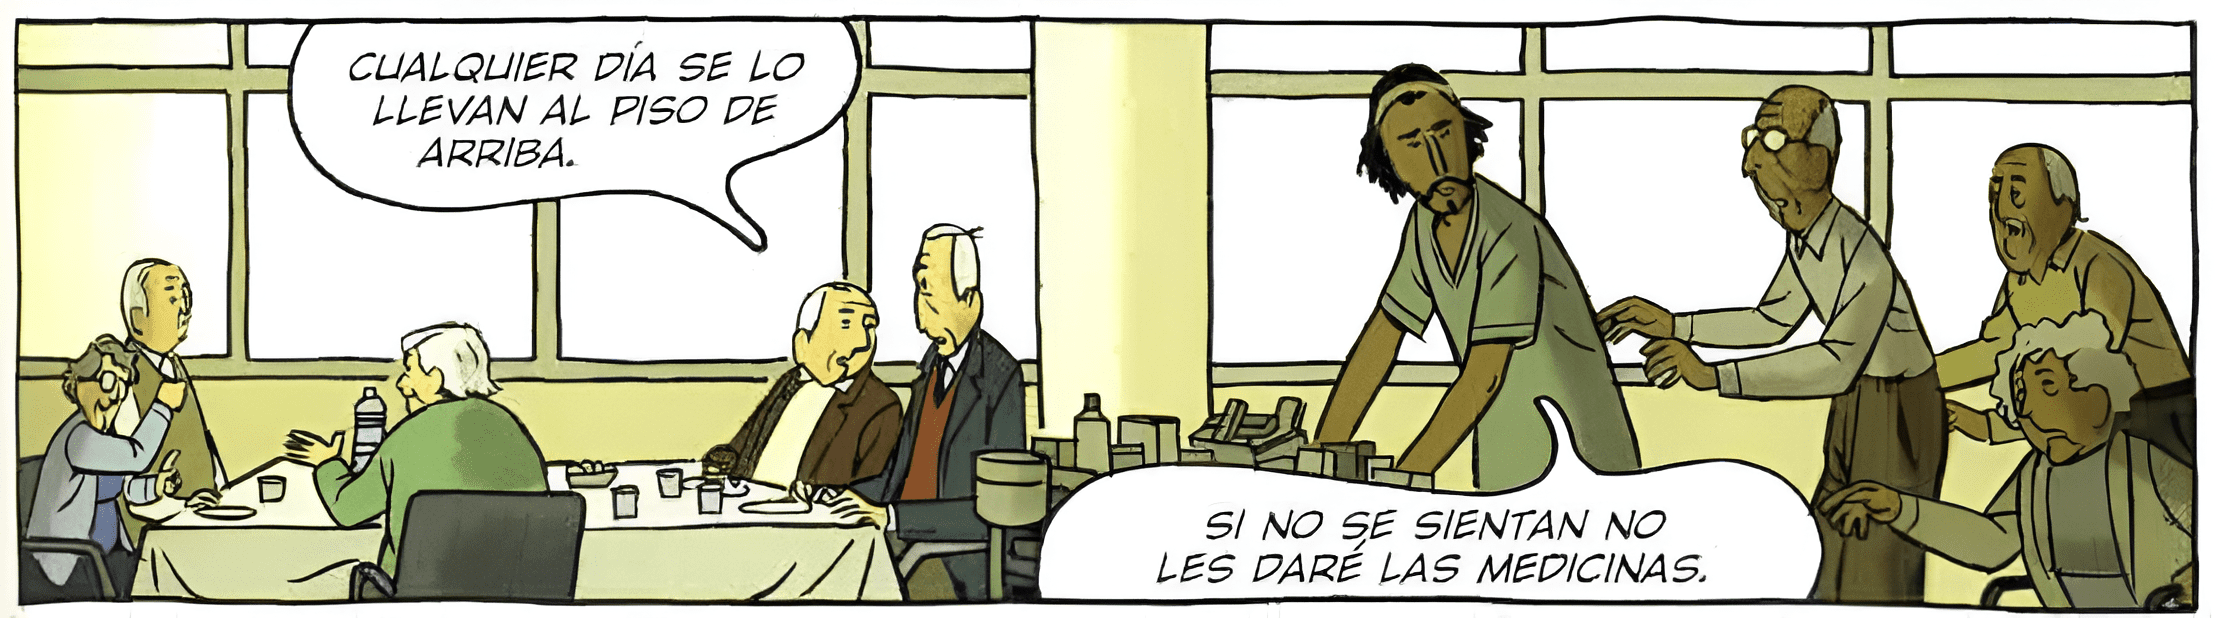 CUALQUIER DÍA SE LO
LLEVAN AL PISO DE
ARRIBA.
SI NO SE SIENTAN NO
LES DARÉ LAS MEDICINAS.